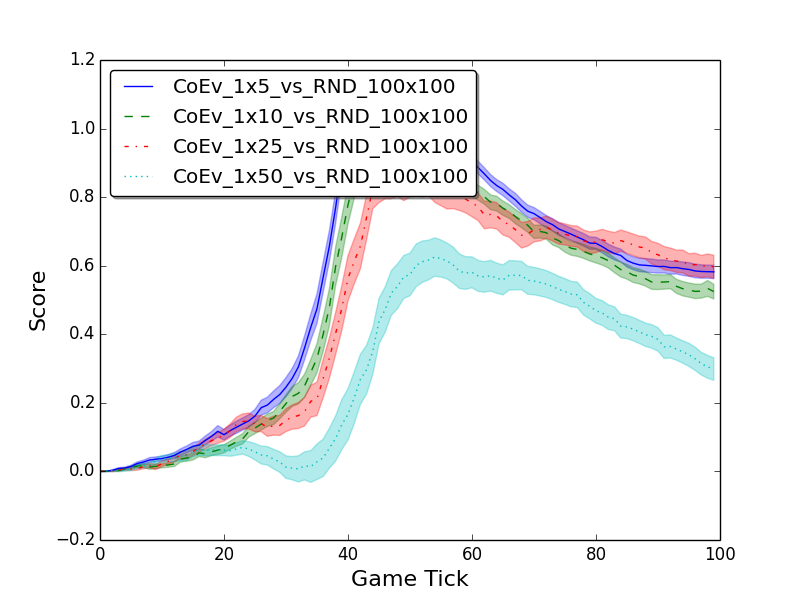 1.2
1.0
0.8
0.6
0.4
0.2
0.0
−0.2
Score
CoEv_1x5_vs_RND_100x100
CoEv_1x10_vs_RND_100x100
CoEv_1x25_vs_RND_100x100
CoEv_1x50_vs_RND_100x100
0 20 40 60 80 100
Game Tick